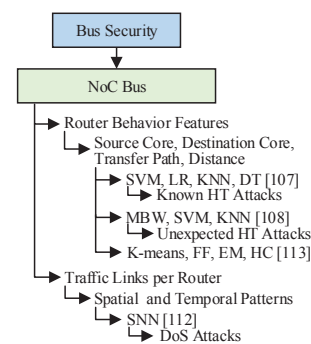 Bus Security
NoC Bus
Router Behavior Features
Source Core, Destination Core,
Transfer Path, Distance
SVM, LR, KNN, DT [107]
Known HT Attacks
MBW, SVM, KNN [108]
Unexpected HT Attacks
K-means, FF, EM, HC [113]
Traffic Links per Router
Spatial and Temporal Patterns
SNN [112]
DoS Attacks